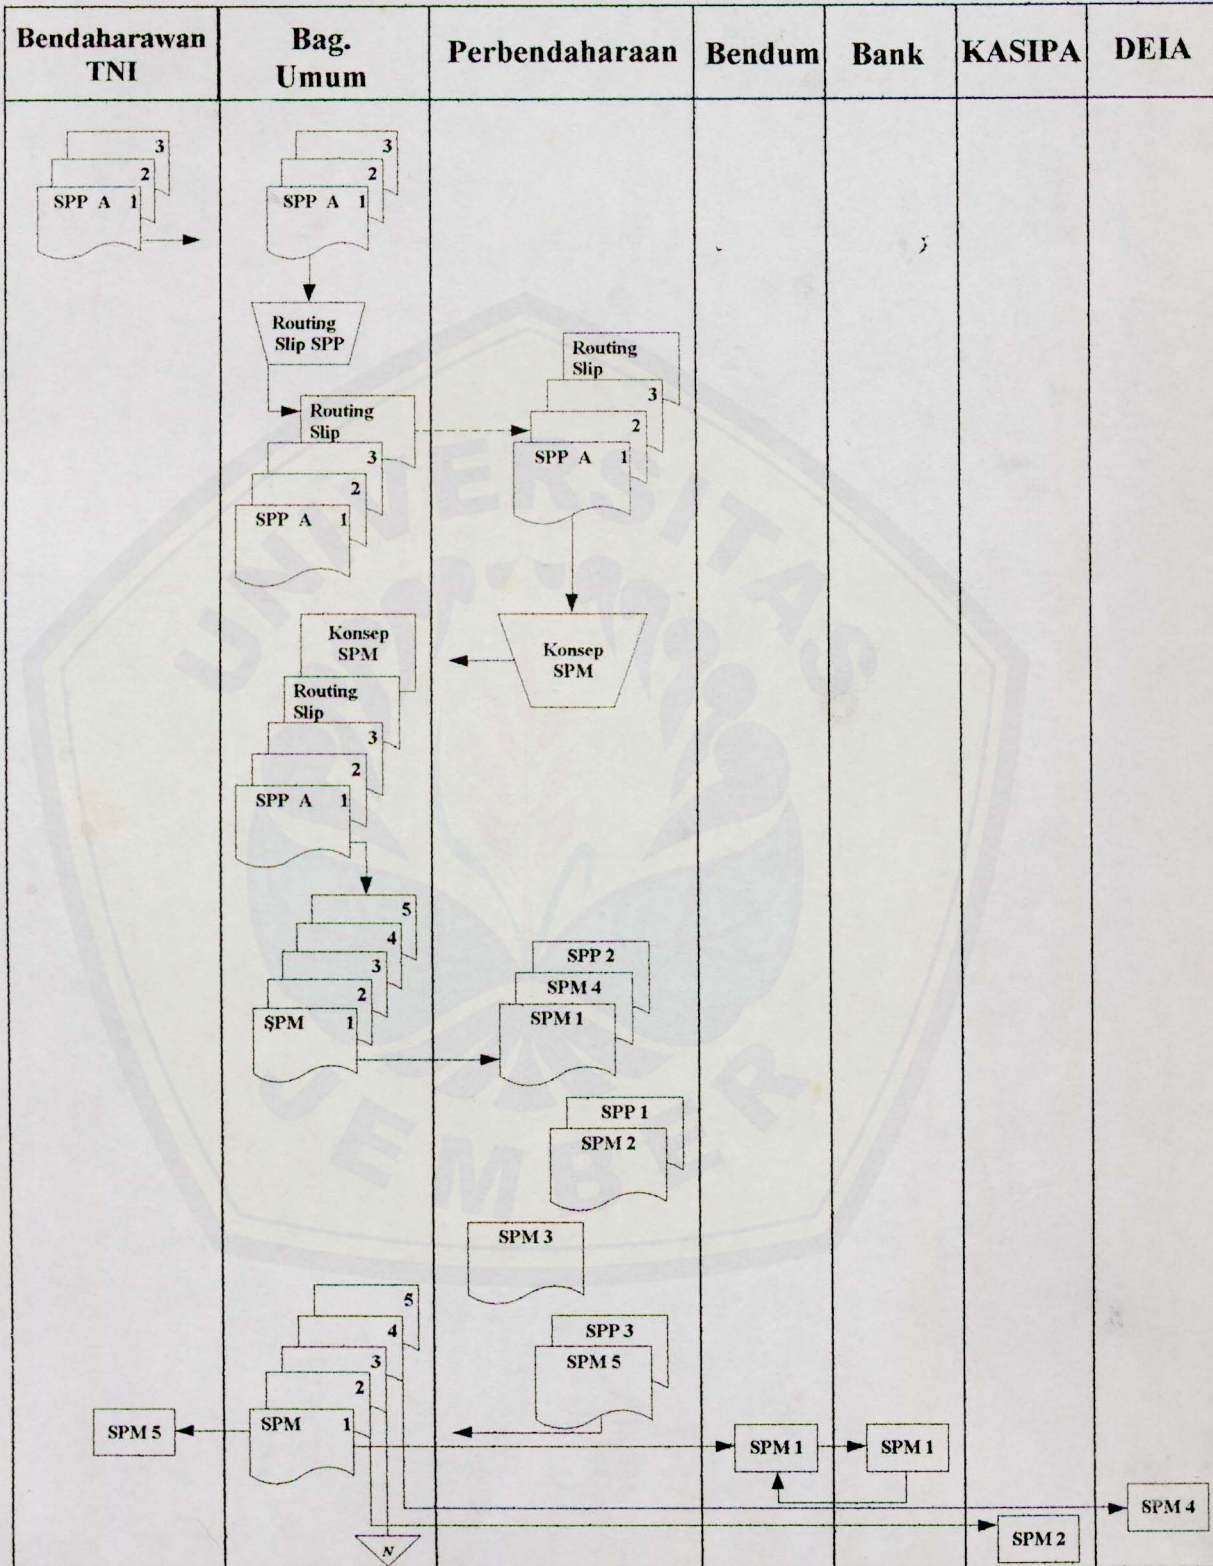 Bendaharawan
TNI
Bag.
Umum
Perbendaharaan
Bendum
Bank
KASIPA
DEIA
3
2
SPP A 1
3
2
SPP A 1
Routing
Slip SPP
Routing
Slip
3
2
SPP A 1
Routing
Slip
3
2
SPP A 1
Konsep
SPM
Konsep
SPM
Routing
Slip
3
2
SPP A 1
5
4
3
2
SPM 1
SPP 2
SPM 4
SPM 1
SPP 1
SPM 2
SPM 3
SPP 3
SPM 5
5
4
3
2
SPM 1
SPM 5
SPM 1
SPM 1
SPM 4
SPM 2
N
UNIVERSITAS
JEMBER